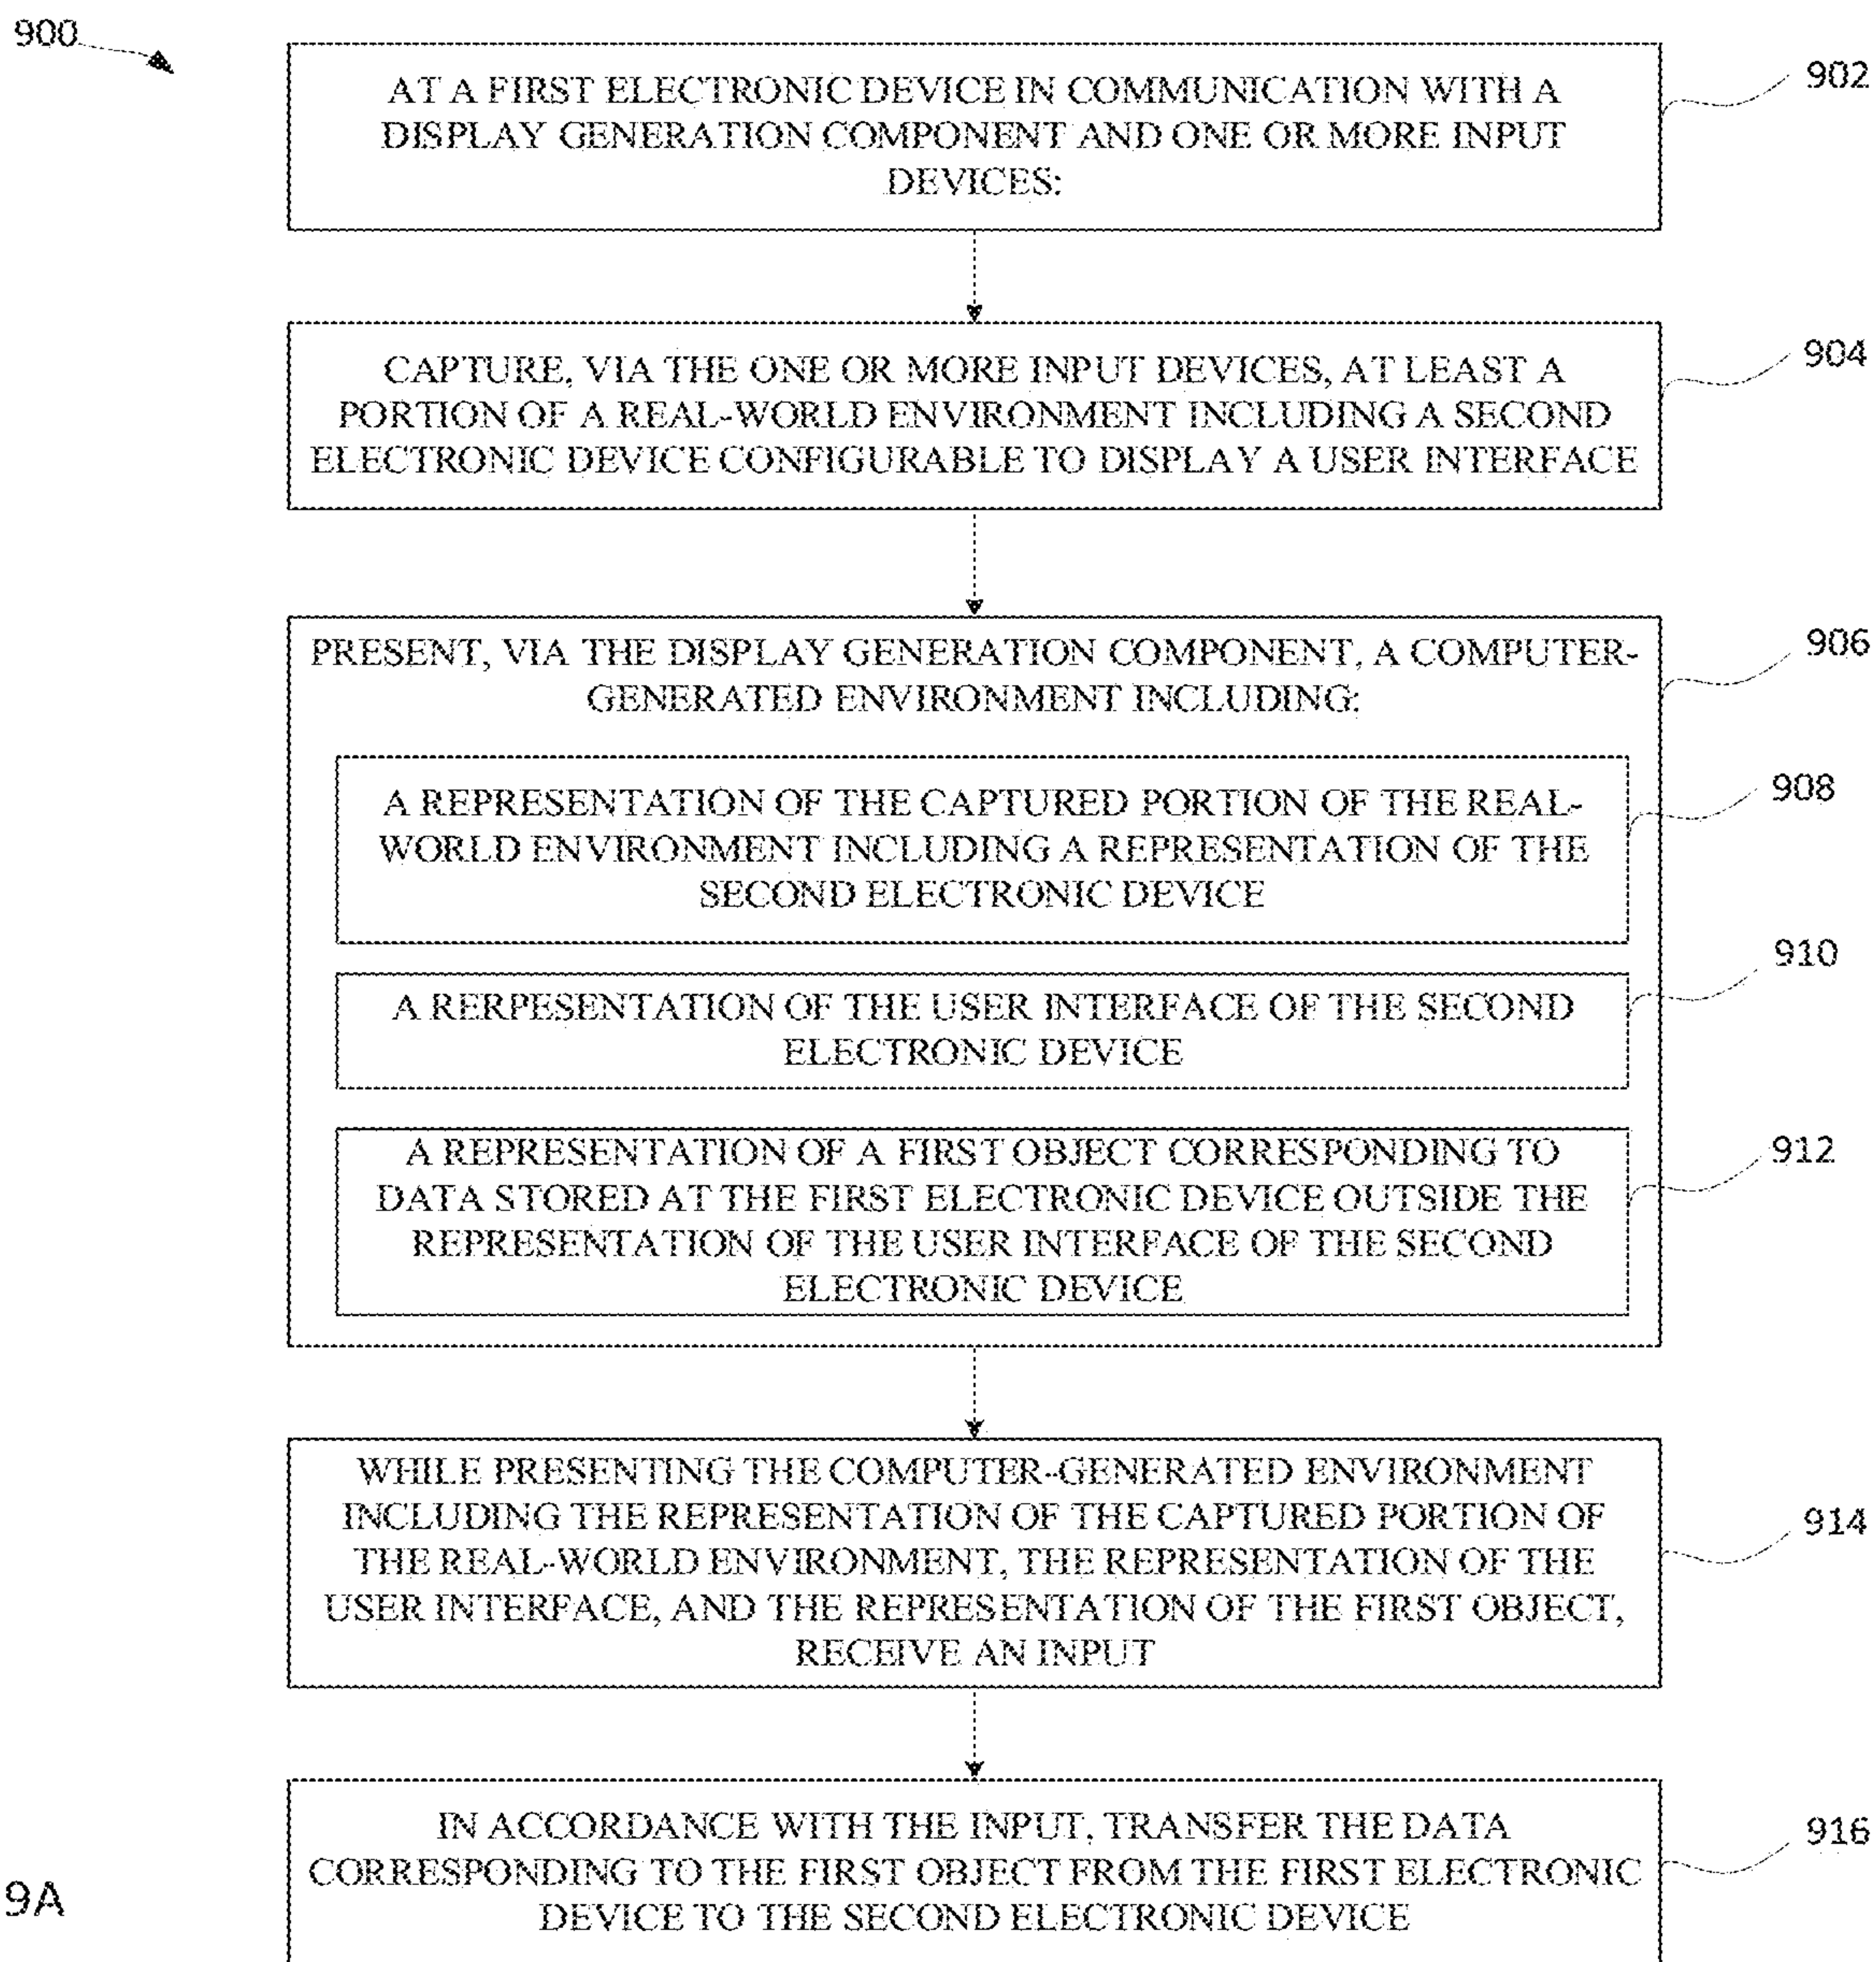 900
AT A FIRST ELECTRONIC DEVICE IN COMMUNICATION WITH A
DISPLAY GENERATION COMPONENT AND ONE OR MORE INPUT
DEVICES:
902
CAPTURE, VIA THE ONE OR MORE INPUT DEVICES, AT LEAST A
PORTION OF A REAL-WORLD ENVIRONMENT INCLUDING A SECOND
ELECTRONIC DEVICE CONFIGURABLE TO DISPLAY A USER INTERFACE
904
PRESENT, VIA THE DISPLAY GENERATION COMPONENT, A COMPUTER-
GENERATED ENVIRONMENT INCLUDING:
906
A REPRESENTATION OF THE CAPTURED PORTION OF THE REAL-
WORLD ENVIRONMENT INCLUDING A REPRESENTATION OF THE
SECOND ELECTRONIC DEVICE
908
A RERPESENTATION OF THE USER INTERFACE OF THE SECOND
ELECTRONIC DEVICE
910
A REPRESENTATION OF A FIRST OBJECT CORRESPONDING TO
DATA STORED AT THE FIRST ELECTRONIC DEVICE OUTSIDE THE
REPRESENTATION OF THE USER INTERFACE OF THE SECOND
ELECTRONIC DEVICE
912
WHILE PRESENTING THE COMPUTER-GENERATED ENVIRONMENT
INCLUDING THE REPRESENTATION OF THE CAPTURED PORTION OF
THE REAL-WORLD ENVIRONMENT, THE REPRESENTATION OF THE
USER INTERFACE, AND THE REPRESENTATION OF THE FIRST OBJECT,
RECEIVE AN INPUT
914
IN ACCORDANCE WITH THE INPUT, TRANSFER THE DATA
CORRESPONDING TO THE FIRST OBJECT FROM THE FIRST ELECTRONIC
DEVICE TO THE SECOND ELECTRONIC DEVICE
916
9A